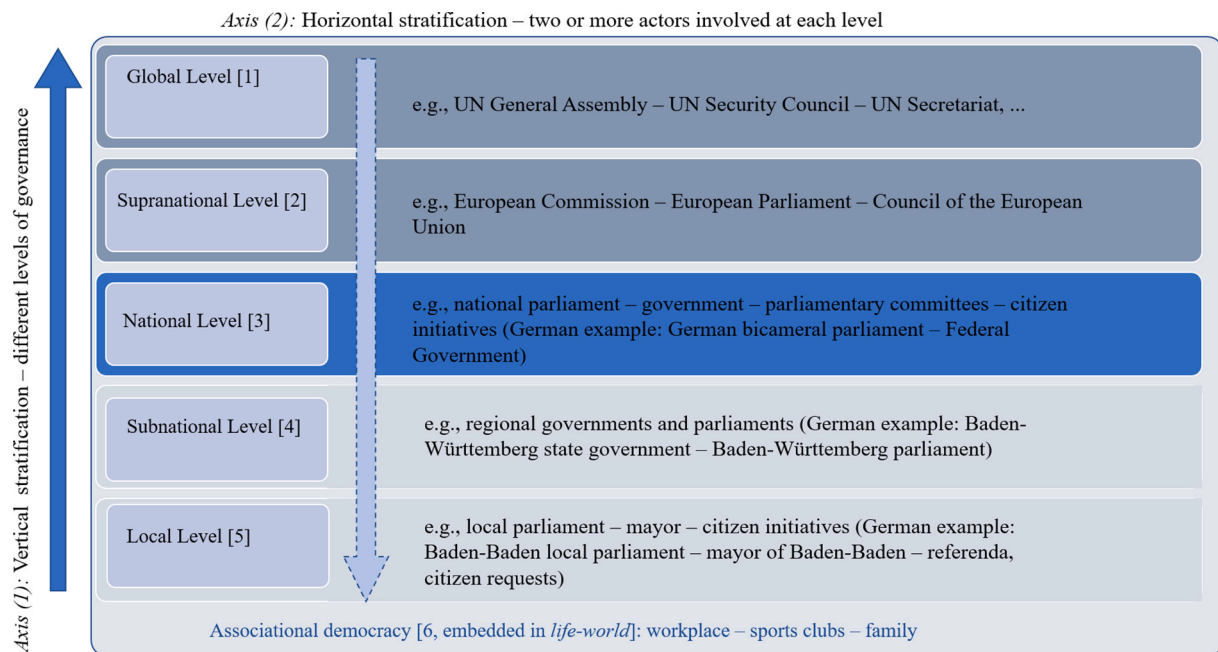 Axis (2): Horizontal stratification – two or more actors involved at each level
Axis (1): Vertical stratification – different levels of governance
Global Level [1]
e.g., UN General Assembly – UN Security Council – UN Secretariat, ...
Supranational Level [2]
e.g., European Commission – European Parliament – Council of the European
Union
National Level [3]
e.g., national parliament – government – parliamentary committees – citizen
initiatives (German example: German bicameral parliament – Federal
Government)
Subnational Level [4]
e.g., regional governments and parliaments (German example: Baden-
Württemberg state government – Baden-Württemberg parliament)
Local Level [5]
e.g., local parliament – mayor – citizen initiatives (German example:
Baden-Baden local parliament – mayor of Baden-Baden – referenda,
citizen requests)
Associational democracy [6, embedded in life-world]: workplace – sports clubs – family